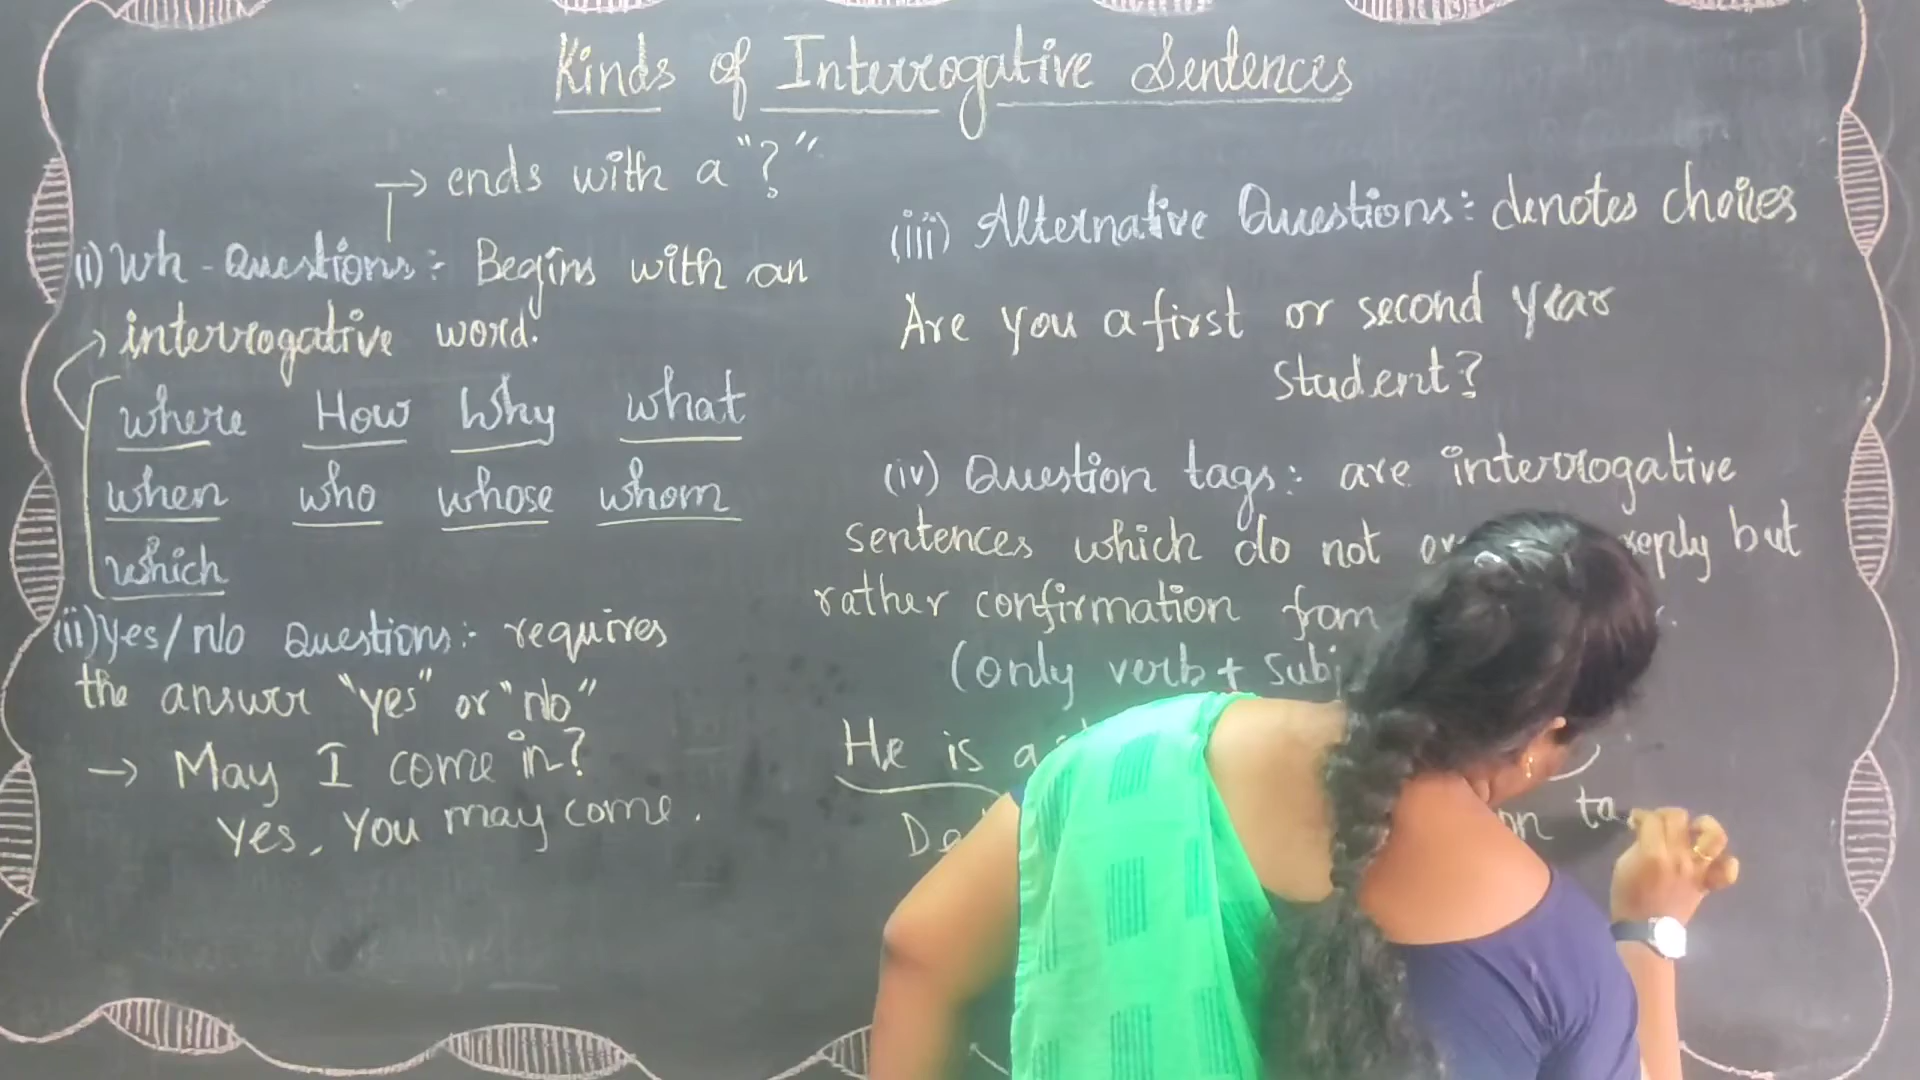 Kinds of Interrogative Sentences
→ ends with a "?"
(i) Wh - Questions:- Begins with an
interrogative word.
where How Why what
when who whose whom
which
(ii) Yes/No Questions:- requires
the answer "yes" or "No"
→ May I come in?
Yes, You may come.
(iii) Alternative Questions:- denotes choices
Are you a first or second year
student?
(iv) Question tags:- are interrogative
sentences which do not reply but
rather confirmation from
(only verb + subj
He is a
ta